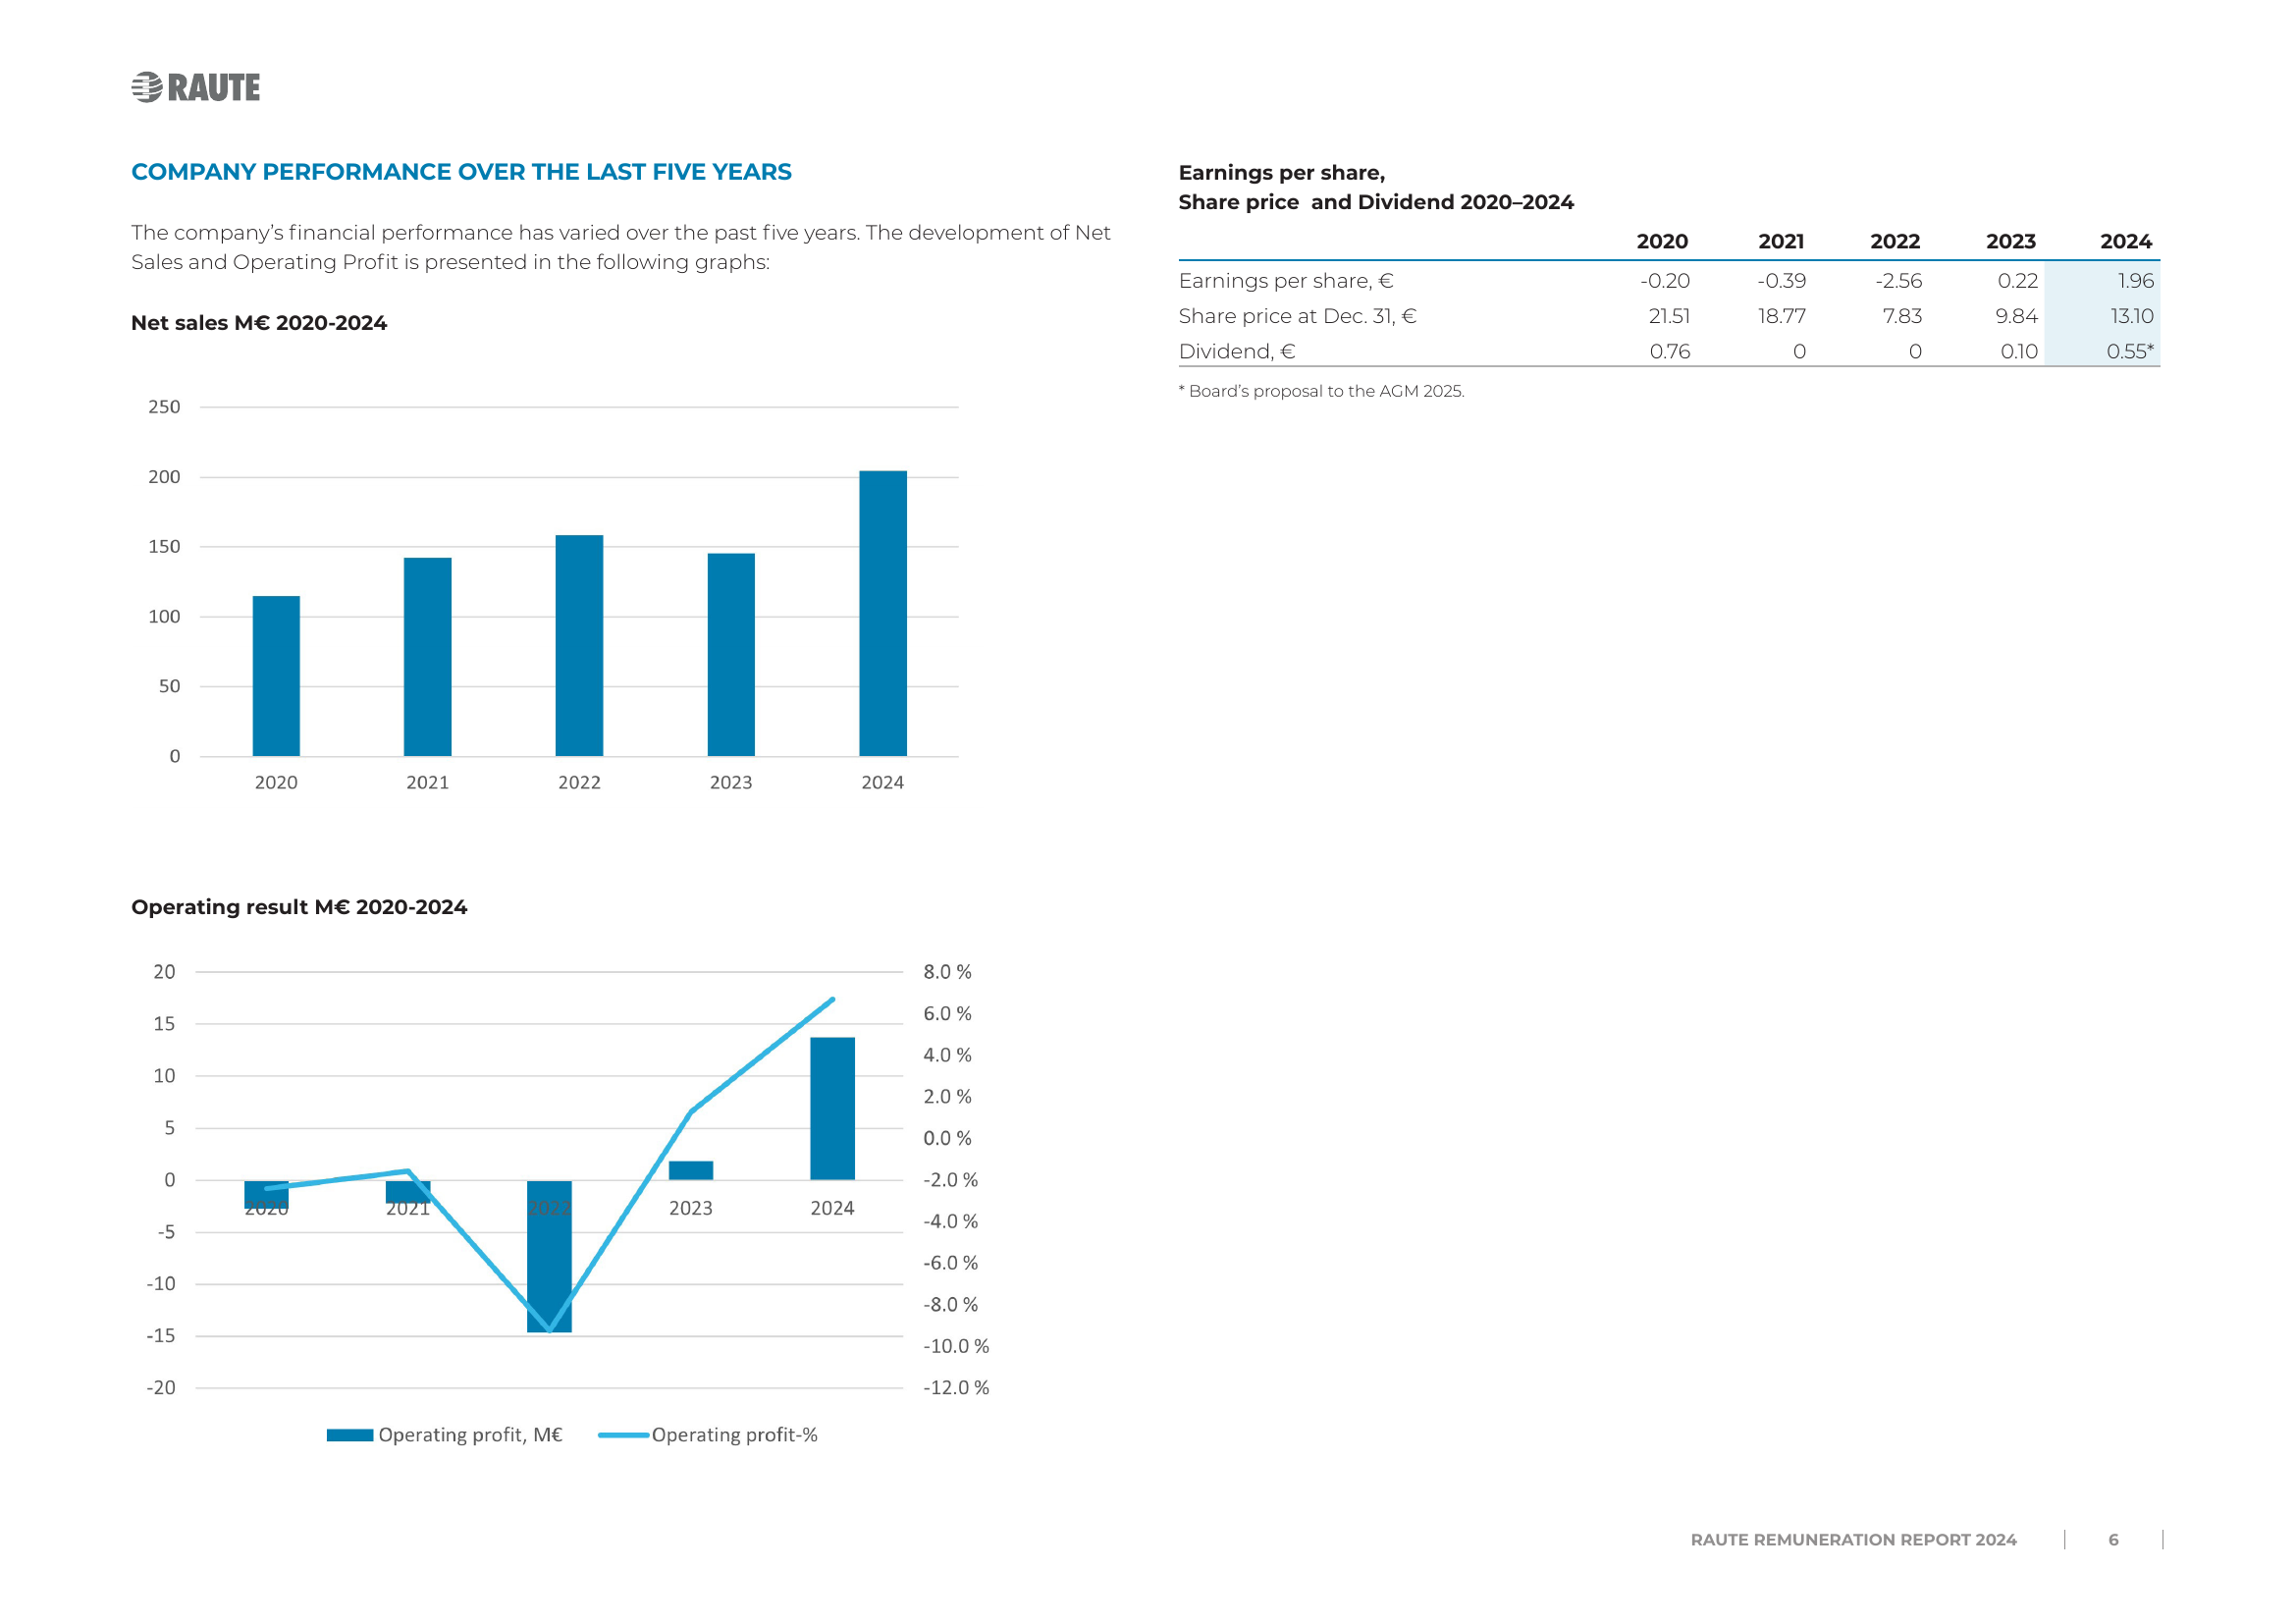 RAUTE
COMPANY PERFORMANCE OVER THE LAST FIVE YEARS
The company's financial performance has varied over the past five years. The development of Net
Sales and Operating Profit is presented in the following graphs:
Net sales M€ 2020-2024
250
200
150
100
50
0
2020 2021 2022 2023 2024
Operating result M€ 2020-2024
20 8.0 %
15 6.0 %
10 4.0 %
5 2.0 %
0 0.0 %
-5 -2.0 %
-10 -4.0 %
-15 -6.0 %
-20 -8.0 %
-10.0 %
-12.0 %
2020 2021 2022 2023 2024
Operating profit, M€ Operating profit-%
Earnings per share,
Share price and Dividend 2020–2024
2020 2021 2022 2023 2024
Earnings per share, € -0.20 -0.39 -2.56 0.22 1.96
Share price at Dec. 31, € 21.51 18.77 7.83 9.84 13.10
Dividend, € 0.76 0 0 0.10 0.55*
* Board's proposal to the AGM 2025.
RAUTE REMUNERATION REPORT 2024 | 6 |